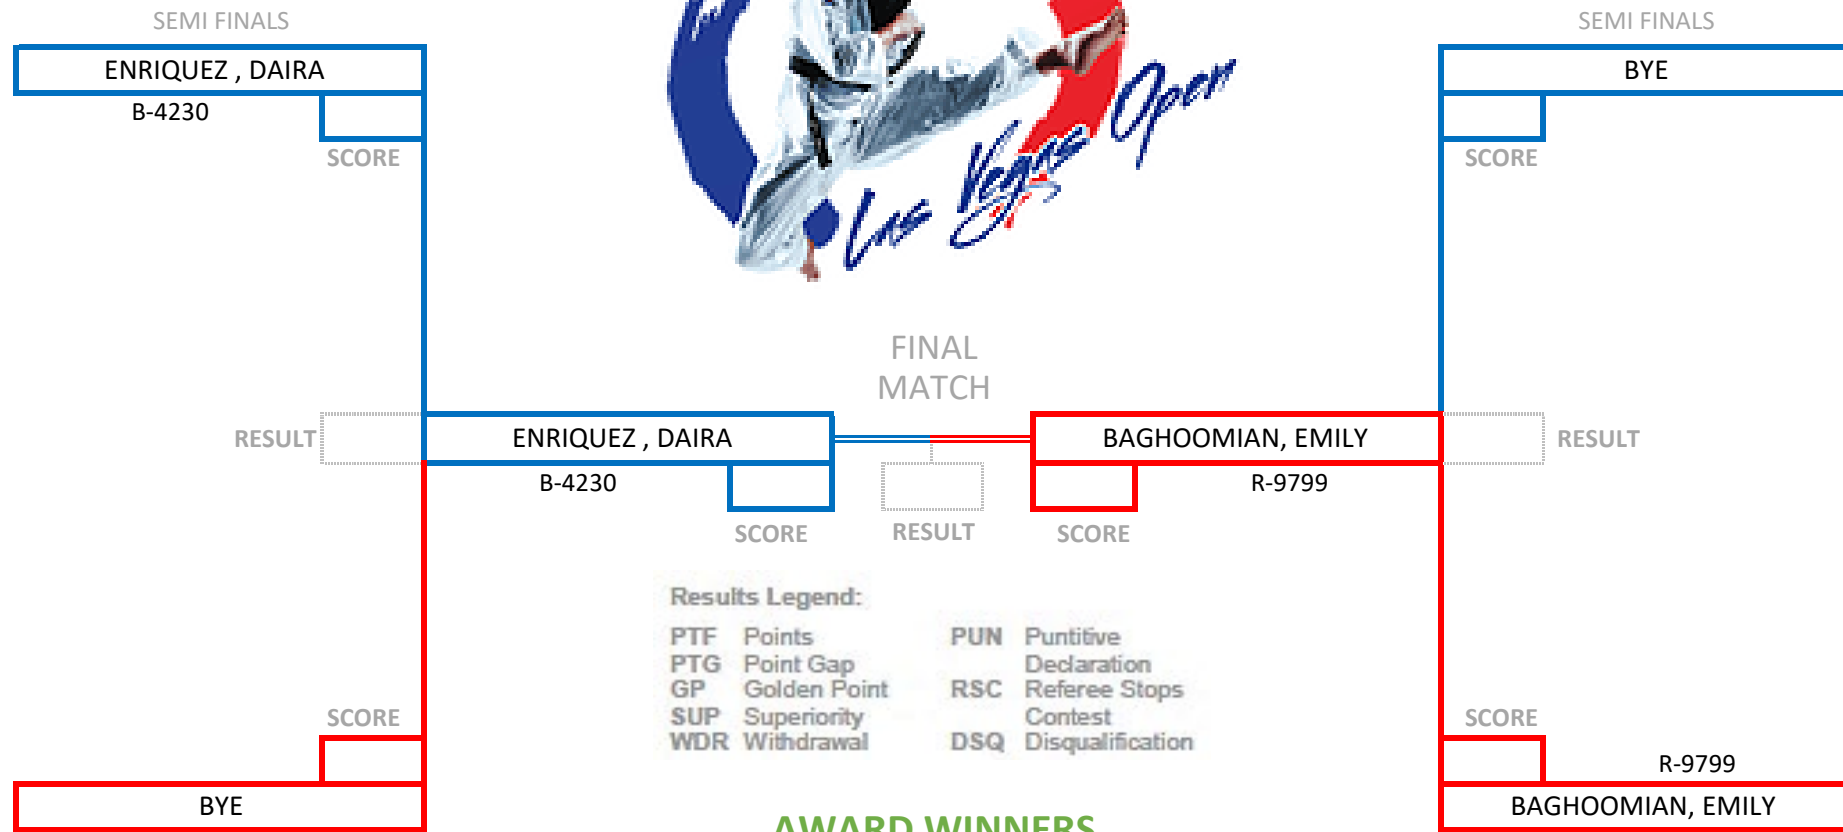 SEMI FINALS
SEMI FINALS
ENRIQUEZ , DAIRA
BYE
B-4230
SCORE
SCORE
Las Vegas Open
FINAL
MATCH
RESULT
ENRIQUEZ , DAIRA
BAGHOOMIAN, EMILY
RESULT
B-4230
R-9799
SCORE
RESULT
SCORE
Results Legend:
PTF Points
PTG Point Gap
GP Golden Point
SUP Superiority
WDR Withdrawal
PUN Puntitive
Declaration
RSC Referee Stops
Contest
DSQ Disqualification
SCORE
SCORE
R-9799
BYE
BAGHOOMIAN, EMILY
AWARD WINNERS